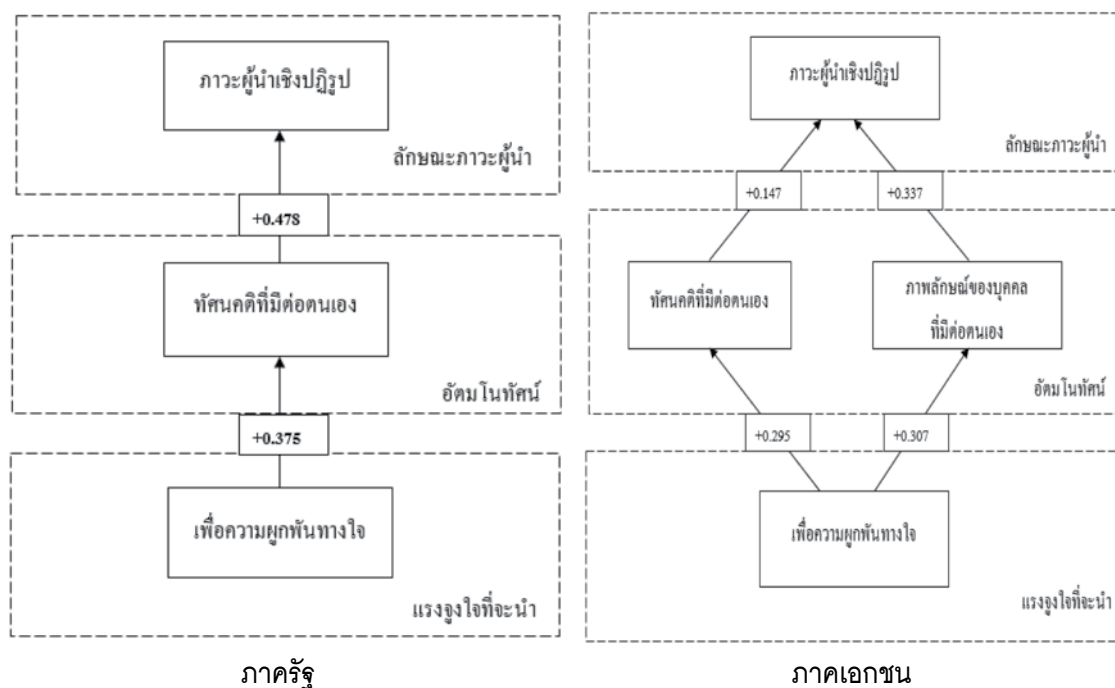 ภาวะผู้นำเชิงปฏิรูป
ลักษณะภาวะผู้นำ
+0.478
ทัศนคติที่มีต่อตนเอง
อัตมโนทัศน์
+0.375
เพื่อความผูกพันทางใจ
แรงจูงใจที่จะนำ
ภาครัฐ
ภาวะผู้นำเชิงปฏิรูป
ลักษณะภาวะผู้นำ
+0.147
+0.337
ทัศนคติที่มีต่อตนเอง
ภาพลักษณ์ของบุคคล
ที่มีต่อตนเอง
อัตมโนทัศน์
+0.295
+0.307
เพื่อความผูกพันทางใจ
แรงจูงใจที่จะนำ
ภาคเอกชน